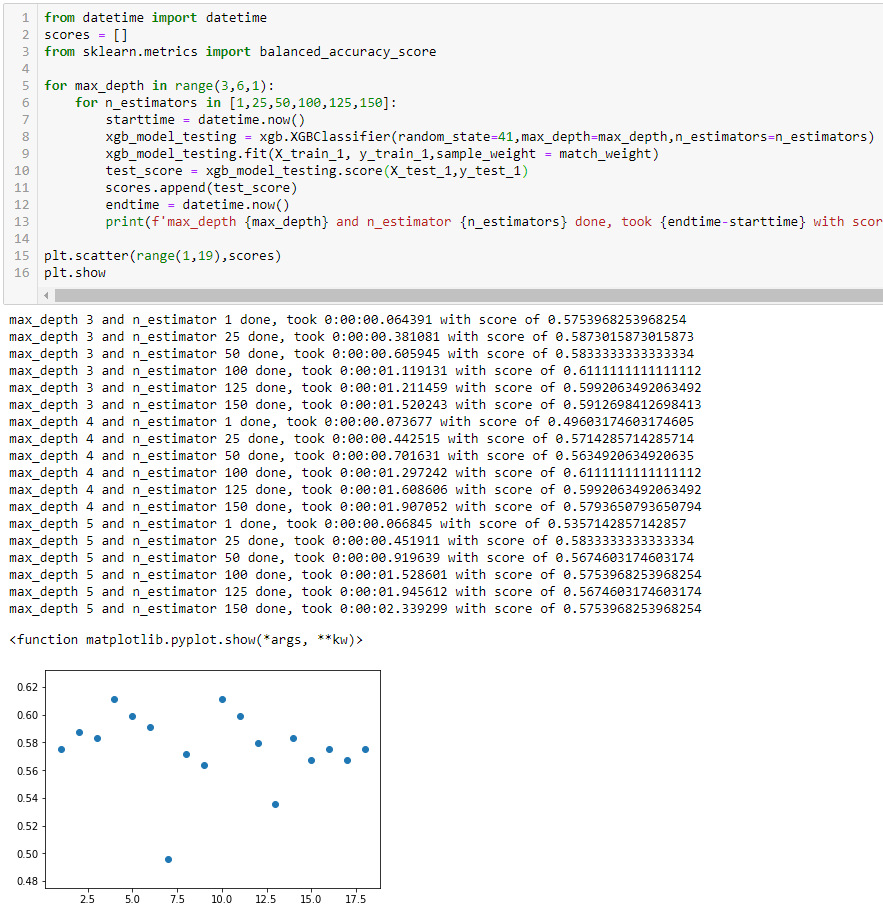 1 from datetime import datetime
2 scores = []
3 from sklearn.metrics import balanced_accuracy_score
4
5 for max_depth in range(3,6,1):
6     for n_estimators in [1,25,50,100,125,150]:
7         starttime = datetime.now()
8         xgb_model_testing = xgb.XGBClassifier(random_state=41,max_depth=max_depth,n_estimators=n_estimators)
9         xgb_model_testing.fit(X_train_1, y_train_1,sample_weight = match_weight)
10         test_score = xgb_model_testing.score(X_test_1,y_test_1)
11         scores.append(test_score)
12         endtime = datetime.now()
13         print(f'max_depth {max_depth} and n_estimator {n_estimators} done, took {endtime-starttime} with scor
14
15 plt.scatter(range(1,19),scores)
16 plt.show
max_depth 3 and n_estimator 1 done, took 0:00:00.064391 with score of 0.5753968253968254
max_depth 3 and n_estimator 25 done, took 0:00:00.381081 with score of 0.5873015873015873
max_depth 3 and n_estimator 50 done, took 0:00:00.605945 with score of 0.5833333333333334
max_depth 3 and n_estimator 100 done, took 0:00:01.119131 with score of 0.6111111111111112
max_depth 3 and n_estimator 125 done, took 0:00:01.211459 with score of 0.5992063492063492
max_depth 3 and n_estimator 150 done, took 0:00:01.520243 with score of 0.5912698412698413
max_depth 4 and n_estimator 1 done, took 0:00:00.073677 with score of 0.49603174603174605
max_depth 4 and n_estimator 25 done, took 0:00:00.442515 with score of 0.5714285714285714
max_depth 4 and n_estimator 50 done, took 0:00:00.701631 with score of 0.5634920634920635
max_depth 4 and n_estimator 100 done, took 0:00:01.297242 with score of 0.6111111111111112
max_depth 4 and n_estimator 125 done, took 0:00:01.608606 with score of 0.5992063492063492
max_depth 4 and n_estimator 150 done, took 0:00:01.907052 with score of 0.5793650793650794
max_depth 5 and n_estimator 1 done, took 0:00:00.066845 with score of 0.5357142857142857
max_depth 5 and n_estimator 25 done, took 0:00:00.451911 with score of 0.5833333333333334
max_depth 5 and n_estimator 50 done, took 0:00:00.919639 with score of 0.5674603174603174
max_depth 5 and n_estimator 100 done, took 0:00:01.528601 with score of 0.5753968253968254
max_depth 5 and n_estimator 125 done, took 0:00:01.945612 with score of 0.5674603174603174
max_depth 5 and n_estimator 150 done, took 0:00:02.339299 with score of 0.5753968253968254
<function matplotlib.pyplot.show(*args, **kw)>
0.62
0.60
0.58
0.56
0.54
0.52
0.50
0.48
2.5 5.0 7.5 10.0 12.5 15.0 17.5